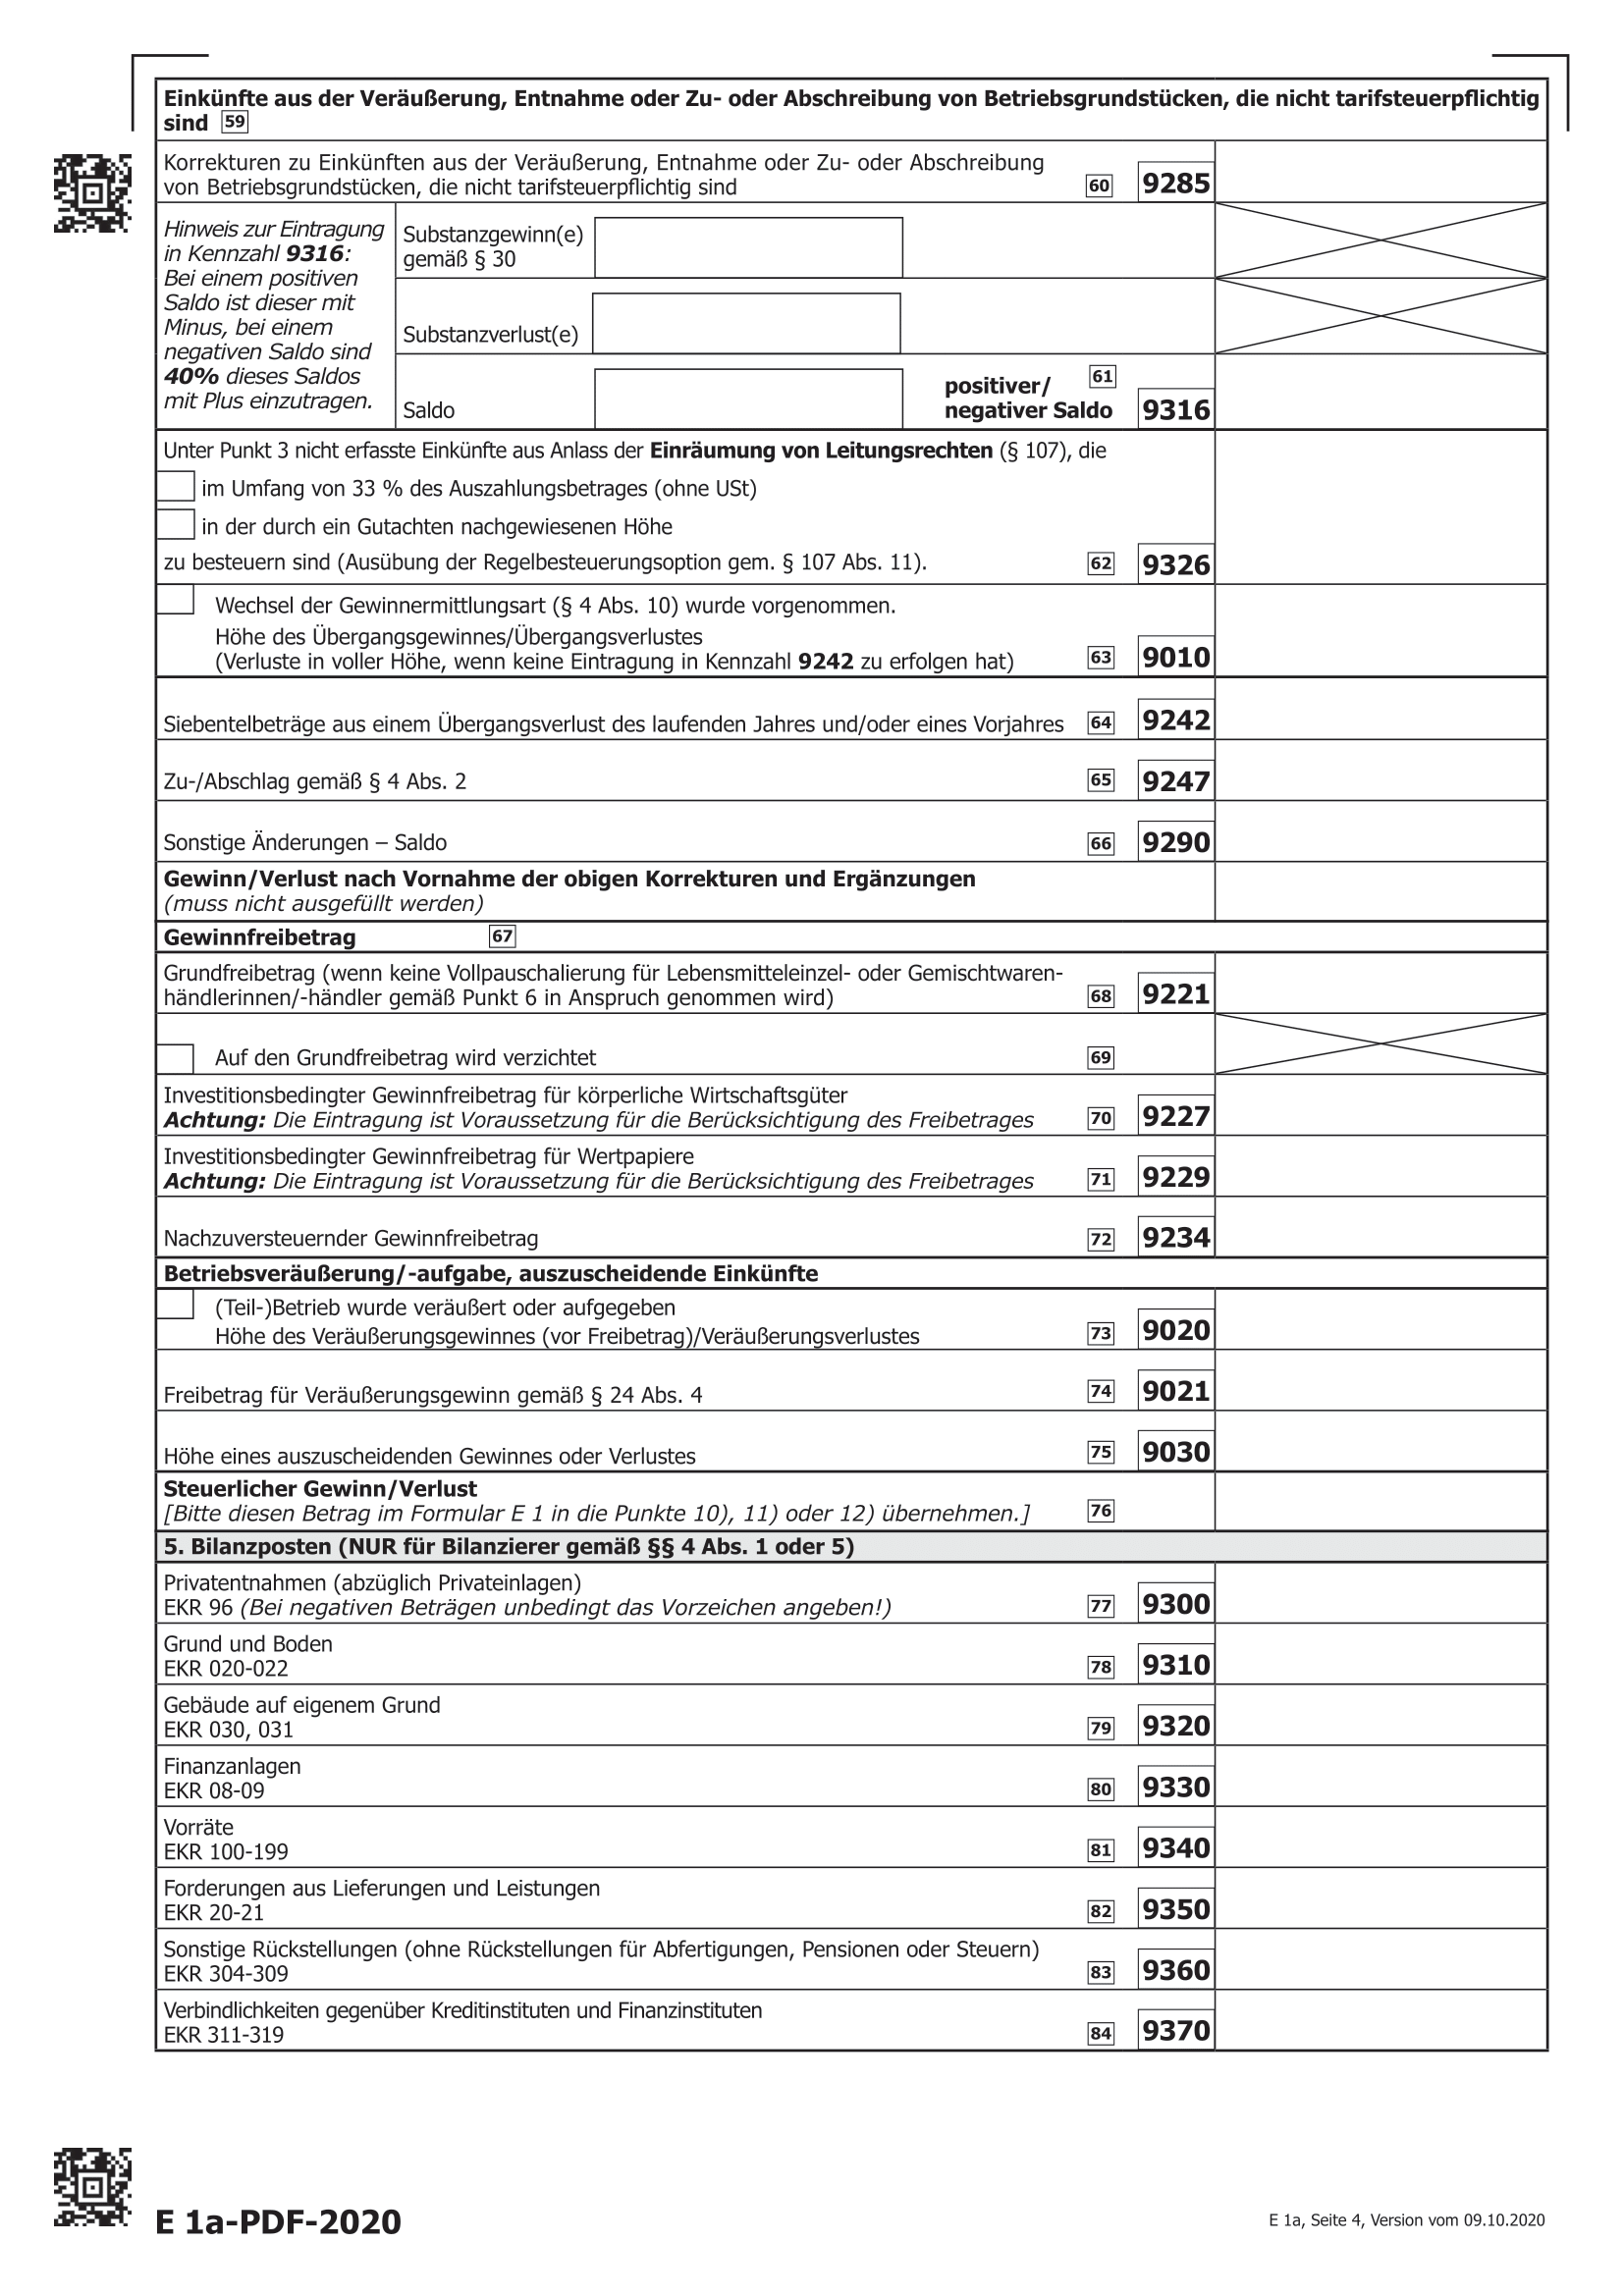 Einkünfte aus der Veräußerung, Entnahme oder Zu- oder Abschreibung von Betriebsgrundstücken, die nicht tarifsteuerpflichtig
sind 59
Korrekturen zu Einkünften aus der Veräußerung, Entnahme oder Zu- oder Abschreibung
von Betriebsgrundstücken, die nicht tarifsteuerpflichtig sind 60 9285
Hinweis zur Eintragung
in Kennzahl 9316:
Bei einem positiven
Saldo ist dieser mit
Minus, bei einem
negativen Saldo sind
40% dieses Saldos
mit Plus einzutragen.
Substanzgewinn(e)
gemäß § 30
Substanzverlust(e)
Saldo
positiver/ 61
negativer Saldo 9316
Unter Punkt 3 nicht erfasste Einkünfte aus Anlass der Einräumung von Leitungsrechten (§ 107), die
im Umfang von 33 % des Auszahlungsbetrages (ohne USt)
in der durch ein Gutachten nachgewiesenen Höhe
zu besteuern sind (Ausübung der Regelbesteuerungsoption gem. § 107 Abs. 11). 62 9326
Wechsel der Gewinnermittlungsart (§ 4 Abs. 10) wurde vorgenommen.
Höhe des Übergangsgewinnes/Übergangsverlustes
(Verluste in voller Höhe, wenn keine Eintragung in Kennzahl 9242 zu erfolgen hat) 63 9010
Siebentelbeträge aus einem Übergangsverlust des laufenden Jahres und/oder eines Vorjahres 64 9242
Zu-/Abschlag gemäß § 4 Abs. 2 65 9247
Sonstige Änderungen – Saldo 66 9290
Gewinn/Verlust nach Vornahme der obigen Korrekturen und Ergänzungen
(muss nicht ausgefüllt werden)
Gewinnfreibetrag 67
Grundfreibetrag (wenn keine Vollpauschalierung für Lebensmitteleinzel- oder Gemischtwaren-
händlerinnen/-händler gemäß Punkt 6 in Anspruch genommen wird) 68 9221
Auf den Grundfreibetrag wird verzichtet 69
Investitionsbedingter Gewinnfreibetrag für körperliche Wirtschaftsgüter
Achtung: Die Eintragung ist Voraussetzung für die Berücksichtigung des Freibetrages 70 9227
Investitionsbedingter Gewinnfreibetrag für Wertpapiere
Achtung: Die Eintragung ist Voraussetzung für die Berücksichtigung des Freibetrages 71 9229
Nachzuversteuernder Gewinnfreibetrag 72 9234
Betriebsveräußerung/-aufgabe, auszuscheidende Einkünfte
(Teil-)Betrieb wurde veräußert oder aufgegeben
Höhe des Veräußerungsgewinnes (vor Freibetrag)/Veräußerungsverlustes 73 9020
Freibetrag für Veräußerungsgewinn gemäß § 24 Abs. 4 74 9021
Höhe eines auszuscheidenden Gewinnes oder Verlustes 75 9030
Steuerlicher Gewinn/Verlust
[Bitte diesen Betrag im Formular E 1 in die Punkte 10), 11) oder 12) übernehmen.] 76
5. Bilanzposten (NUR für Bilanzierer gemäß §§ 4 Abs. 1 oder 5)
Privatentnahmen (abzüglich Privateinlagen)
EKR 96 (Bei negativen Beträgen unbedingt das Vorzeichen angeben!) 77 9300
Grund und Boden
EKR 020-022 78 9310
Gebäude auf eigenem Grund
EKR 030, 031 79 9320
Finanzanlagen
EKR 08-09 80 9330
Vorräte
EKR 100-199 81 9340
Forderungen aus Lieferungen und Leistungen
EKR 20-21 82 9350
Sonstige Rückstellungen (ohne Rückstellungen für Abfertigungen, Pensionen oder Steuern)
EKR 304-309 83 9360
Verbindlichkeiten gegenüber Kreditinstituten und Finanzinstituten
EKR 311-319 84 9370
E 1a-PDF-2020
E 1a, Seite 4, Version vom 09.10.2020